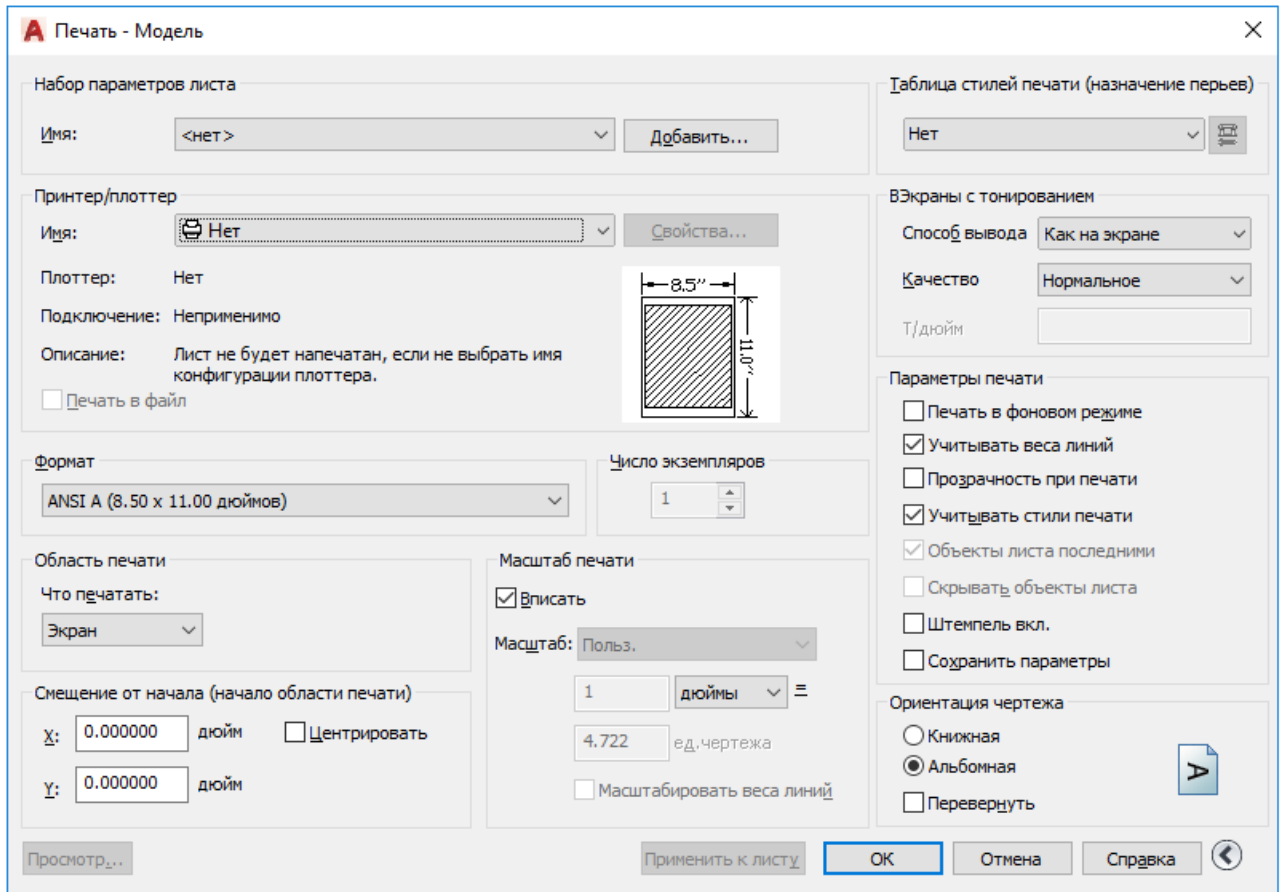 Печать - Модель
Набор параметров листа
Имя:
<нет>
Добавить...
Принтер/плоттер
Имя:
Нет
Свойства...
Плоттер:
Нет
Подключение:
Неприменимо
Описание:
Лист не будет напечатан, если не выбрать имя
конфигурации плоттера.
Печать в файл
8.5′′
11.0′′
Формат
ANSI A (8.50 x 11.00 дюймов)
Число экземпляров
1
Область печати
Что печатать:
Экран
Масштаб печати
Вписать
Масштаб:
Польз.
1
дюймы
=
4.722
ед.чертежа
Масштабировать веса линий
Смещение от начала (начало области печати)
X:
0.000000
дюйм
Центрировать
Y:
0.000000
дюйм
Таблица стилей печати (назначение перьев)
Нет
ВЭкраны с тонированием
Способ вывода
Как на экране
Качество
Нормальное
Т/дюйм
Параметры печати
Печать в фоновом режиме
Учитывать веса линий
Прозрачность при печати
Учитывать стили печати
Объекты листа последними
Скрывать объекты листа
Штемпель вкл.
Сохранить параметры
Ориентация чертежа
Книжная
Альбомная
Перевернуть
A
Просмотр...
Применить к листу
ОК
Отмена
Справка